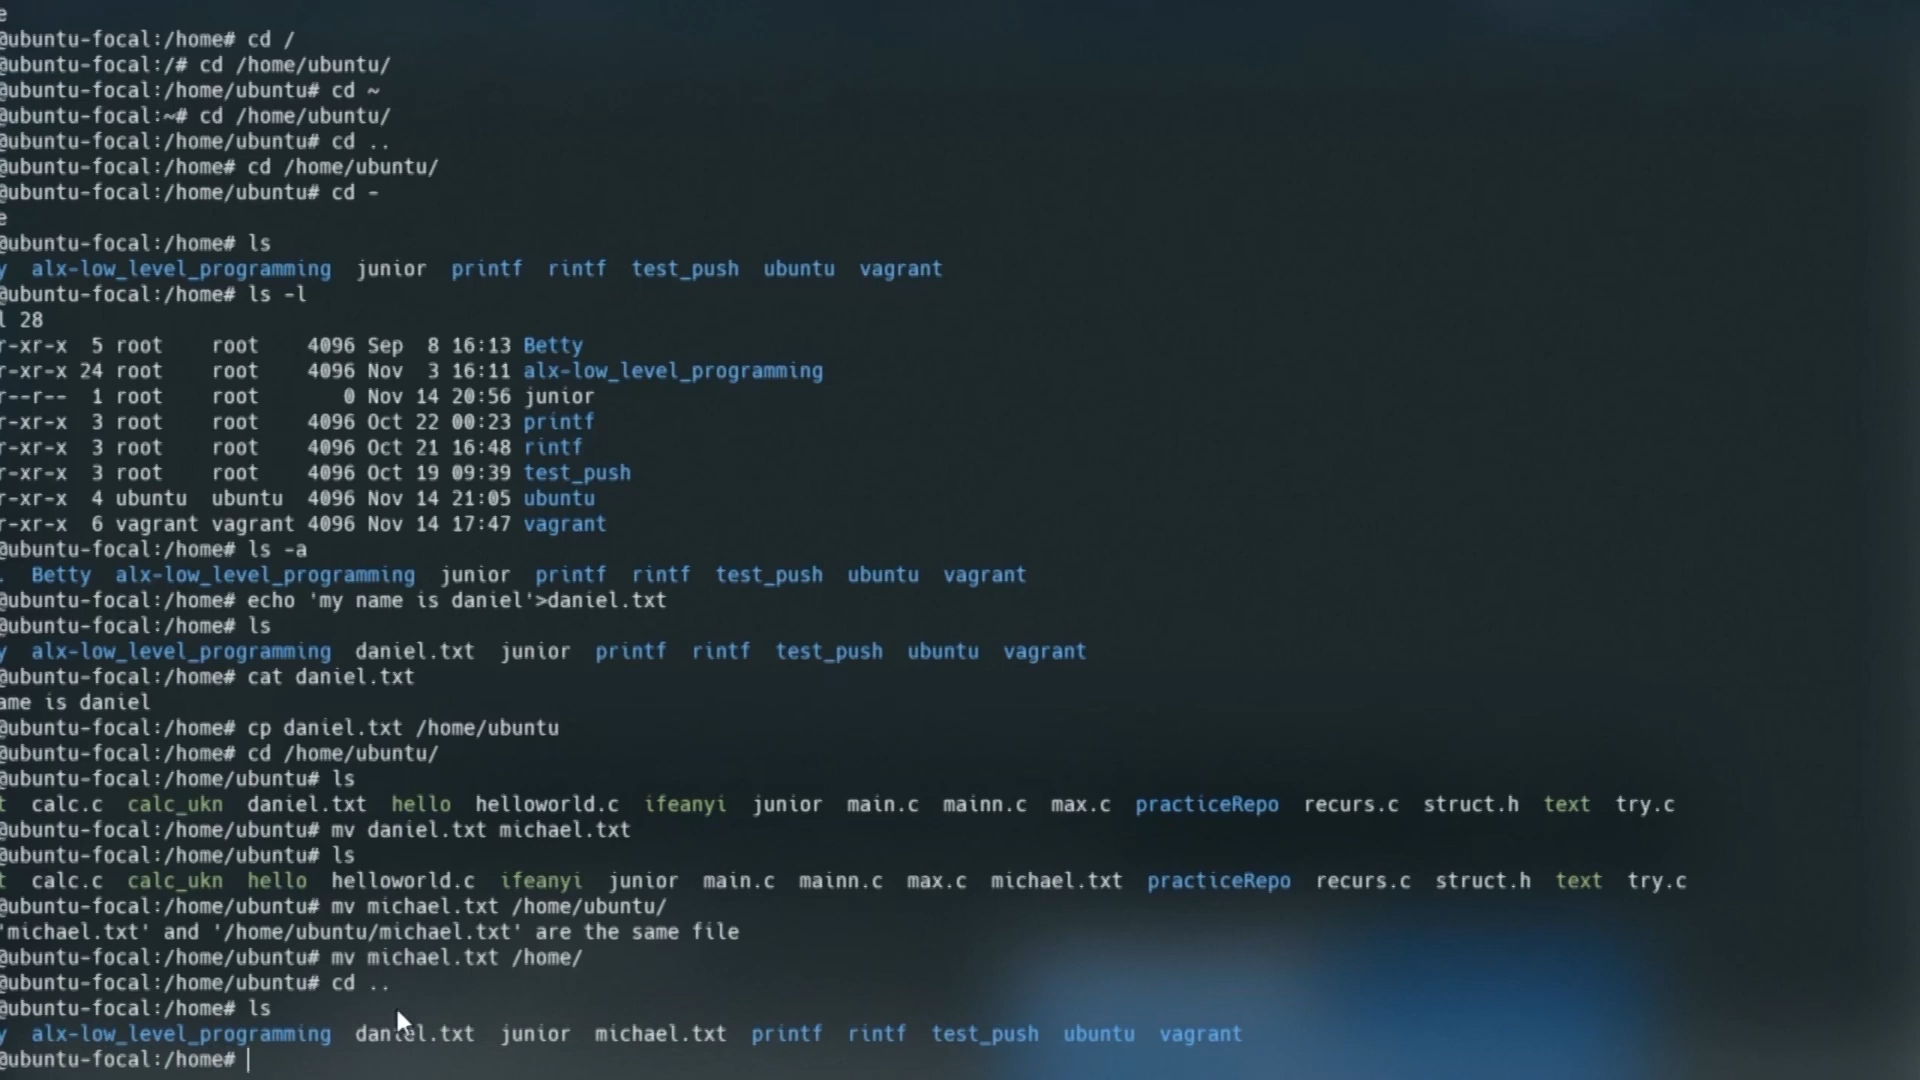 e
@ubuntu-focal:/home# cd /
@ubuntu-focal:/# cd /home/ubuntu/
@ubuntu-focal:/home/ubuntu# cd ~
@ubuntu-focal:~# cd /home/ubuntu/
@ubuntu-focal:/home/ubuntu# cd ..
@ubuntu-focal:/home# cd /home/ubuntu/
@ubuntu-focal:/home/ubuntu# cd -
e
@ubuntu-focal:/home# ls
y alx-low_level_programming junior printf rintf test_push ubuntu vagrant
@ubuntu-focal:/home# ls -l
l 28
r-xr-x 5 root root 4096 Sep 8 16:13 Betty
r-xr-x 24 root root 4096 Nov 3 16:11 alx-low_level_programming
r--r-- 1 root root 0 Nov 14 20:56 junior
r-xr-x 3 root root 4096 Oct 22 00:23 printf
r-xr-x 3 root root 4096 Oct 21 16:48 rintf
r-xr-x 3 root root 4096 Oct 19 09:39 test_push
r-xr-x 4 ubuntu ubuntu 4096 Nov 14 21:05 ubuntu
r-xr-x 6 vagrant vagrant 4096 Nov 14 17:47 vagrant
@ubuntu-focal:/home# ls -a
. Betty alx-low_level_programming junior printf rintf test_push ubuntu vagrant
@ubuntu-focal:/home# echo 'my name is daniel'>daniel.txt
@ubuntu-focal:/home# ls
y alx-low_level_programming daniel.txt junior printf rintf test_push ubuntu vagrant
@ubuntu-focal:/home# cat daniel.txt
ame is daniel
@ubuntu-focal:/home# cp daniel.txt /home/ubuntu
@ubuntu-focal:/home# cd /home/ubuntu/
@ubuntu-focal:/home/ubuntu# ls
t calc.c calc_ukn daniel.txt hello helloworld.c ifeanyi junior main.c mainn.c max.c practiceRepo recurs.c struct.h text try.c
@ubuntu-focal:/home/ubuntu# mv daniel.txt michael.txt
@ubuntu-focal:/home/ubuntu# ls
t calc.c calc_ukn hello helloworld.c ifeanyi junior main.c mainn.c max.c michael.txt practiceRepo recurs.c struct.h text try.c
@ubuntu-focal:/home/ubuntu# mv michael.txt /home/ubuntu/
'michael.txt' and '/home/ubuntu/michael.txt' are the same file
@ubuntu-focal:/home/ubuntu# mv michael.txt /home/
@ubuntu-focal:/home/ubuntu# cd ..
@ubuntu-focal:/home# ls
y alx-low_level_programming daniel.txt junior michael.txt printf rintf test_push ubuntu vagrant
@ubuntu-focal:/home#